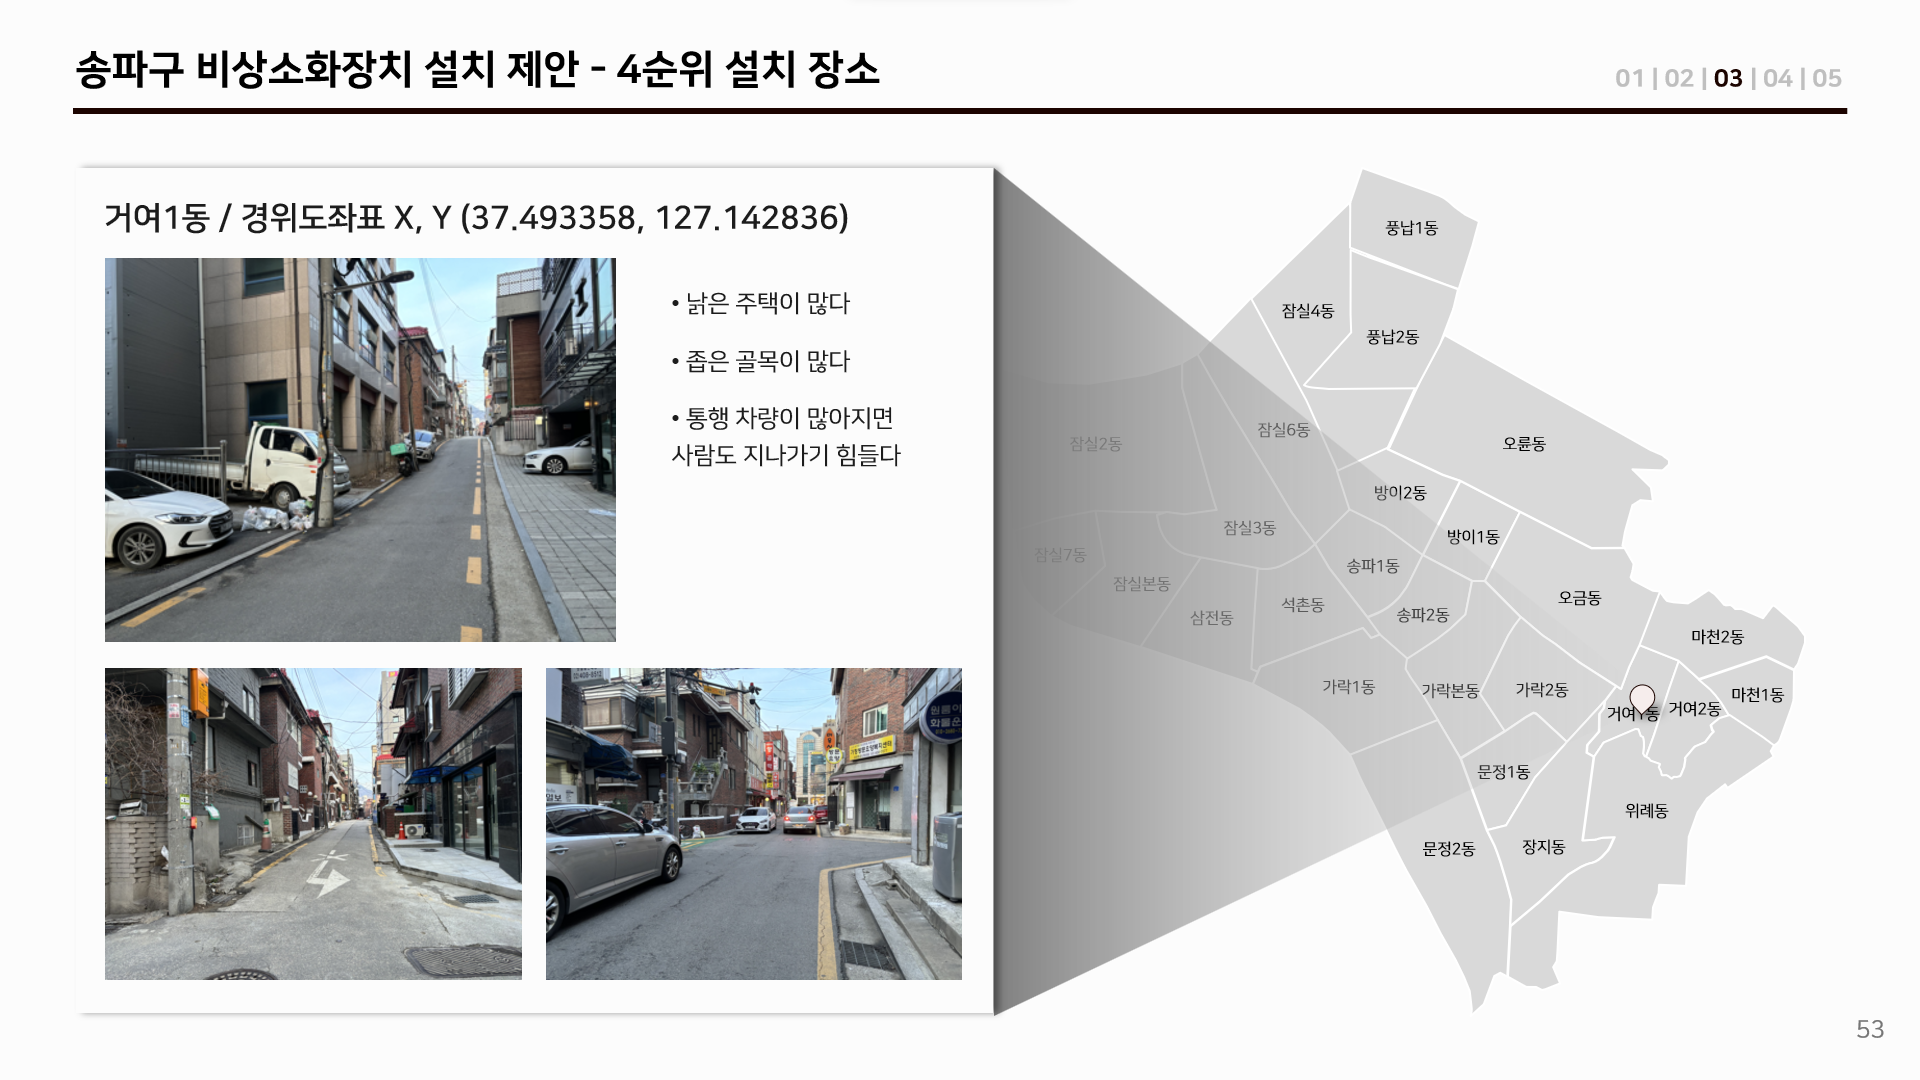 송파구 비상소화장치 설치 제안 - 4순위 설치 장소
01 | 02 | 03 | 04 | 05
거여1동 / 경위도좌표 X, Y (37.493358, 127.142836)
• 낡은 주택이 많다
• 좁은 골목이 많다
• 통행 차량이 많아지면
사람도 지나가기 힘들다
풍납1동
잠실4동
풍납2동
잠실6동
잠실2동
오륜동
방이2동
잠실3동
방이1동
잠실7동
송파1동
잠실본동
오금동
석촌동
송파2동
삼전동
마천2동
가락1동
가락본동
가락2동
마천1동
거여2동
거여1동
문정1동
위례동
문정2동
장지동
53